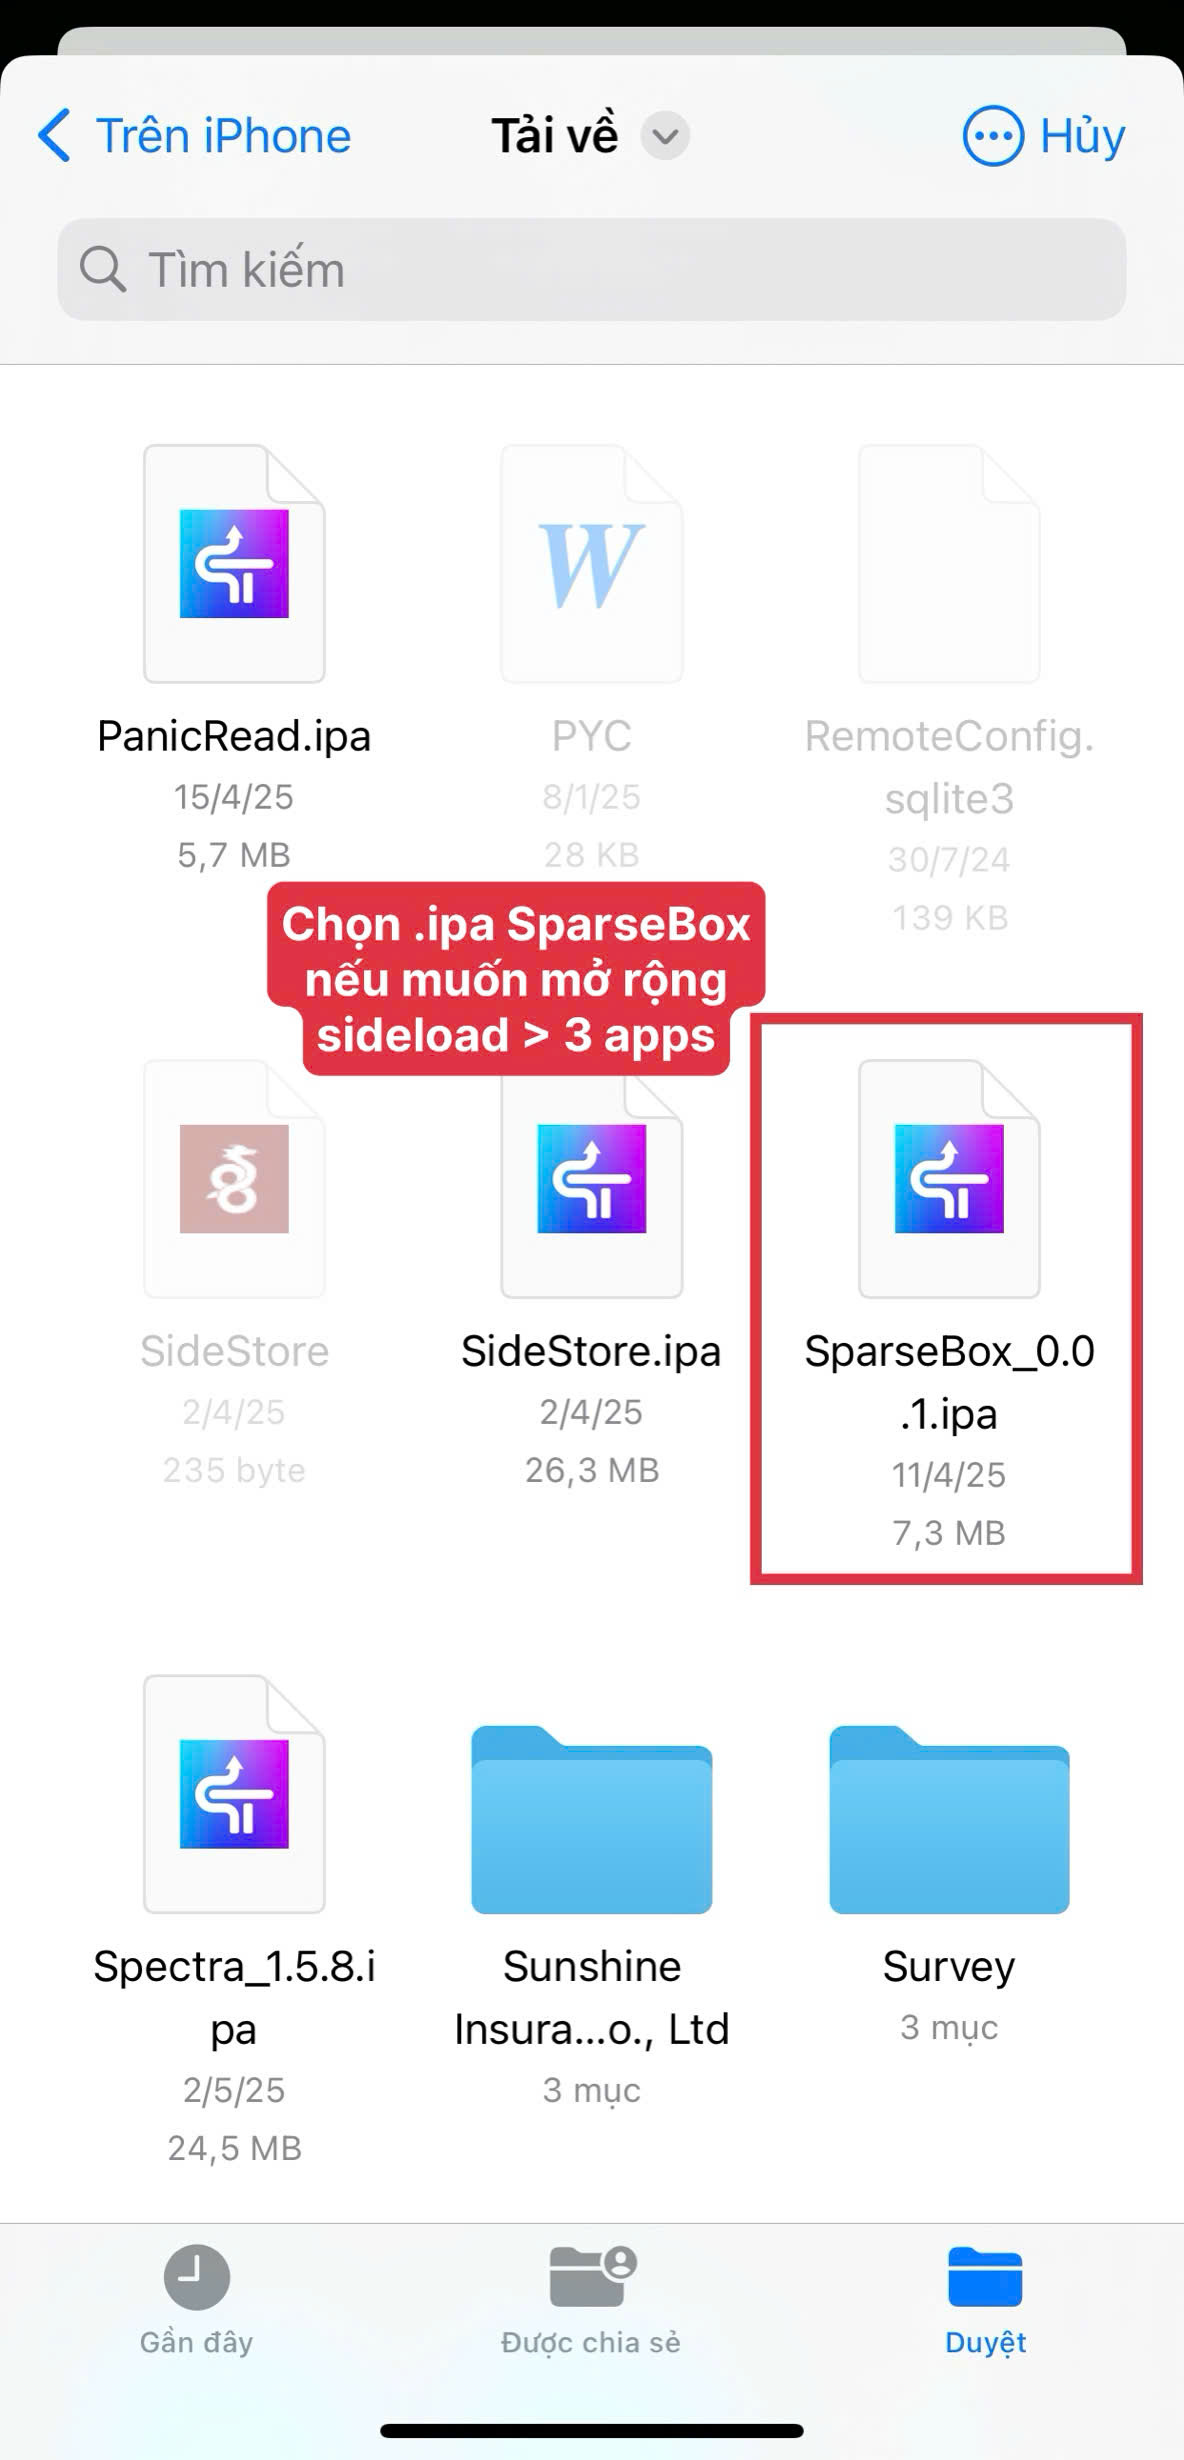 Trên iPhone
Tải về
Hủy
Tìm kiếm
PanicRead.ipa
15/4/25
5,7 MB
W
PYC
8/1/25
28 KB
RemoteConfig.
sqlite3
30/7/24
139 KB
Chọn .ipa SparseBox
nếu muốn mở rộng
sideload > 3 apps
SideStore
2/4/25
235 byte
SideStore.ipa
2/4/25
26,3 MB
SparseBox_0.0
.1.ipa
11/4/25
7,3 MB
Spectra_1.5.8.i
pa
2/5/25
24,5 MB
Sunshine
Insura...o., Ltd
3 mục
Survey
3 mục
Gần đây
Được chia sẻ
Duyệt